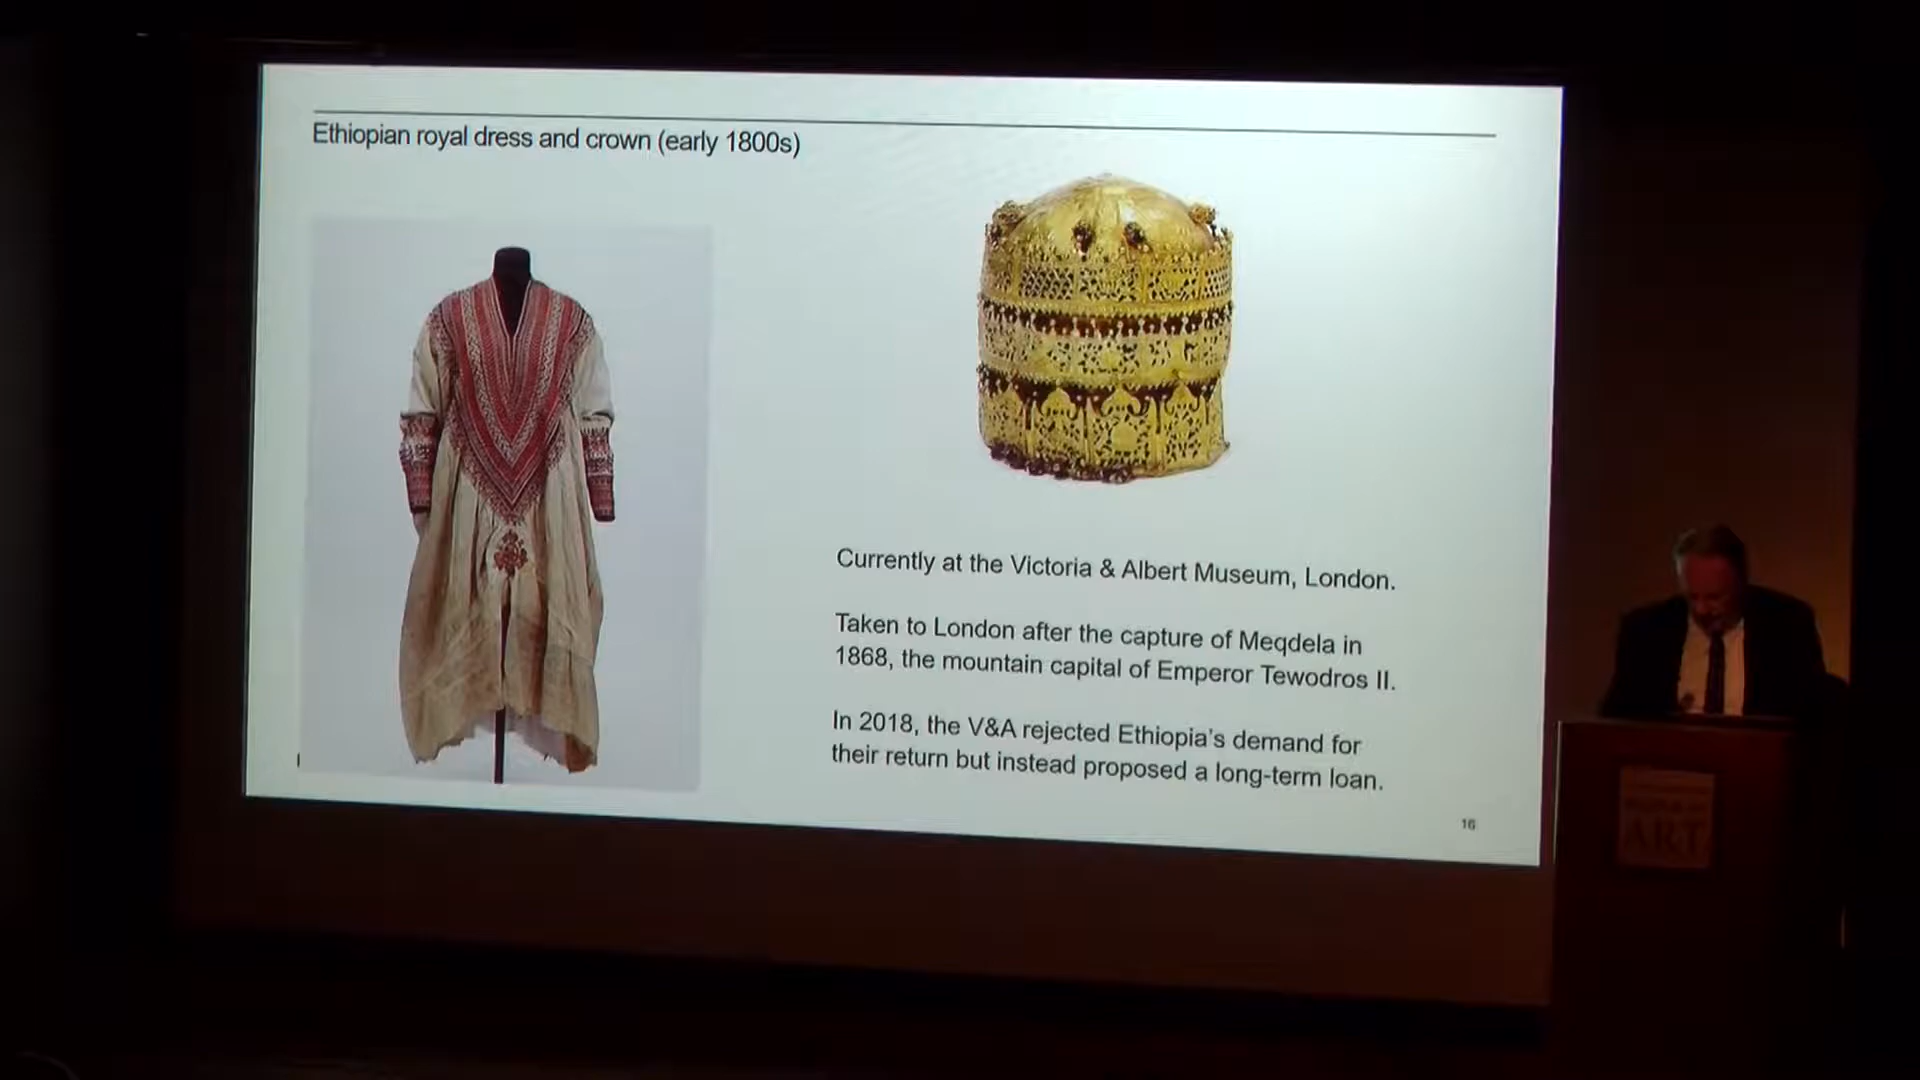 Ethiopian royal dress and crown (early 1800s)
Currently at the Victoria & Albert Museum, London.
Taken to London after the capture of Meqdela in
1868, the mountain capital of Emperor Tewodros II.
In 2018, the V&A rejected Ethiopia's demand for
their return but instead proposed a long-term loan.
16
ART